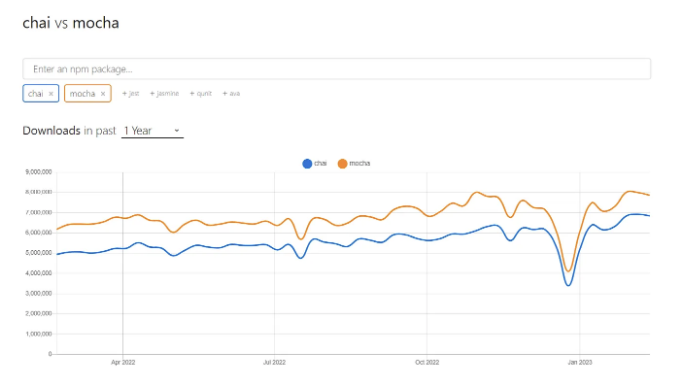 chai vs mocha
Enter an npm package...
chai × mocha × + jest + jasmine + qunit + ava
Downloads in past 1 Year
chai mocha
9,000,000
8,000,000
7,000,000
6,000,000
5,000,000
4,000,000
3,000,000
2,000,000
1,000,000
0
Apr 2022 Jul 2022 Oct 2022 Jan 2023